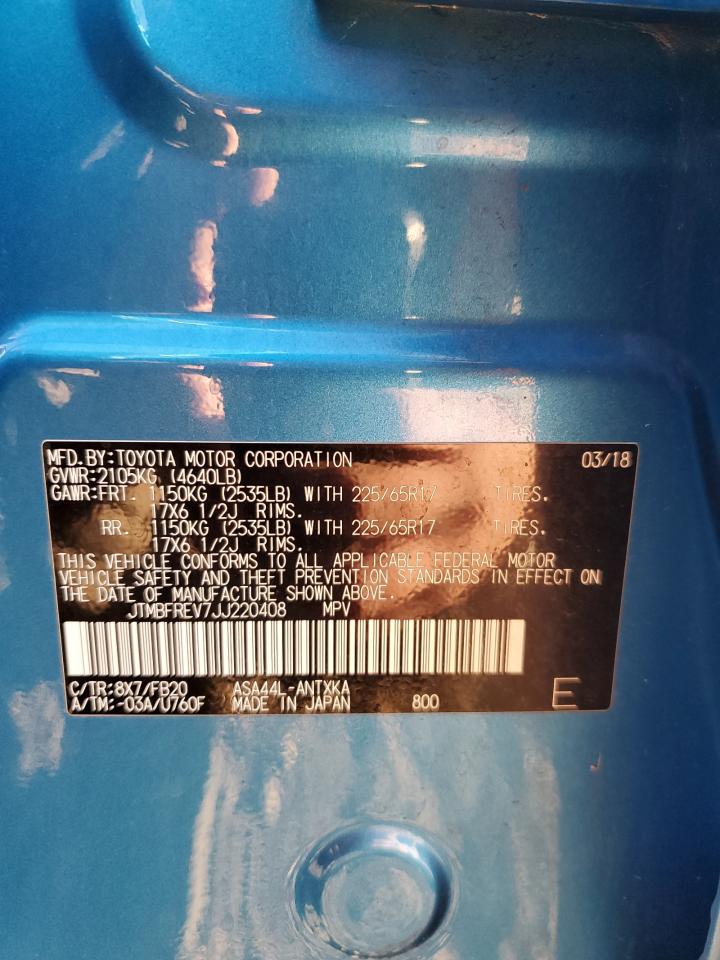 MFD.BY:TOYOTA MOTOR CORPORATION 03/18
GVWR:2105KG (4640LB)
GAWR:FRT. 1150KG (2535LB) WITH 225/65R17 TIRES.
17X6 1/2J RIMS.
RR. 1150KG (2535LB) WITH 225/65R17 TIRES.
17X6 1/2J RIMS.
THIS VEHICLE CONFORMS TO ALL APPLICABLE FEDERAL MOTOR
VEHICLE SAFETY AND THEFT PREVENTION STANDARDS IN EFFECT ON
THE DATE OF MANUFACTURE SHOWN ABOVE.
JTMBFREV7JJ220408 MPV
C/TR:8X7/FB20 ASA44L-ANTXKA
A/TM:-03A/U760F MADE IN JAPAN 800 E